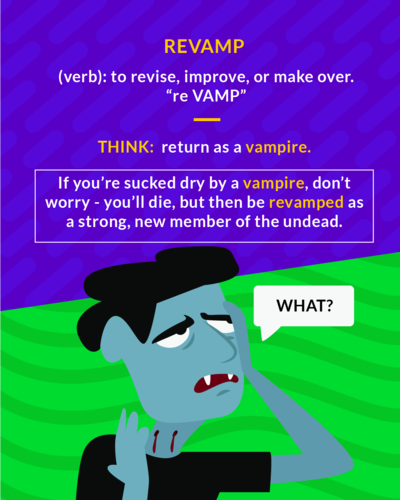 REVAMP
(verb): to revise, improve, or make over.
“re VAMP”
THINK: return as a vampire.
If you’re sucked dry by a vampire, don’t
worry - you’ll die, but then be revamped as
a strong, new member of the undead.
WHAT?